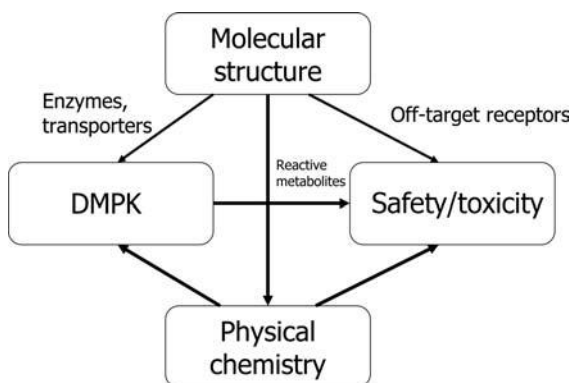 Molecular
structure
Enzymes,
transporters
Off-target receptors
Reactive
metabolites
DMPK
Safety/toxicity
Physical
chemistry